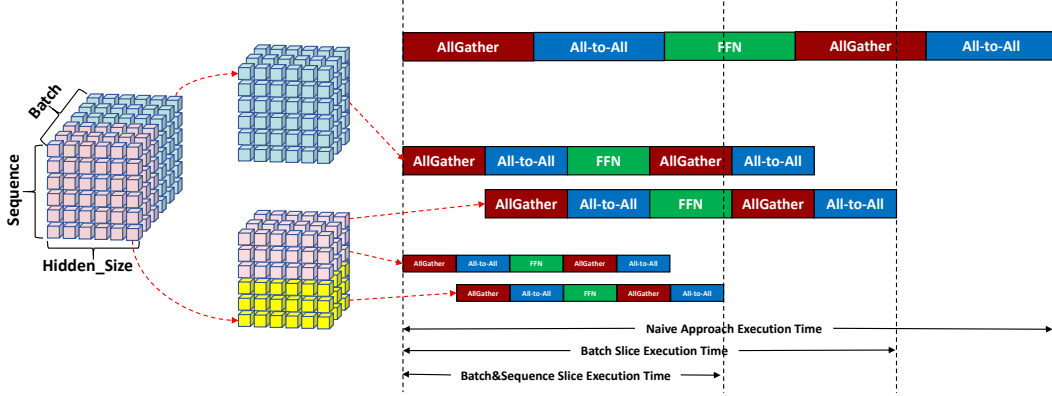 AllGather All-to-All FFN AllGather All-to-All
Batch
Sequence
Hidden_Size
AllGather All-to-All FFN AllGather All-to-All
AllGather All-to-All FFN AllGather All-to-All
AllGather All-to-All FFN AllGather All-to-All
AllGather All-to-All FFN AllGather All-to-All
Naive Approach Execution Time
Batch Slice Execution Time
Batch&Sequence Slice Execution Time